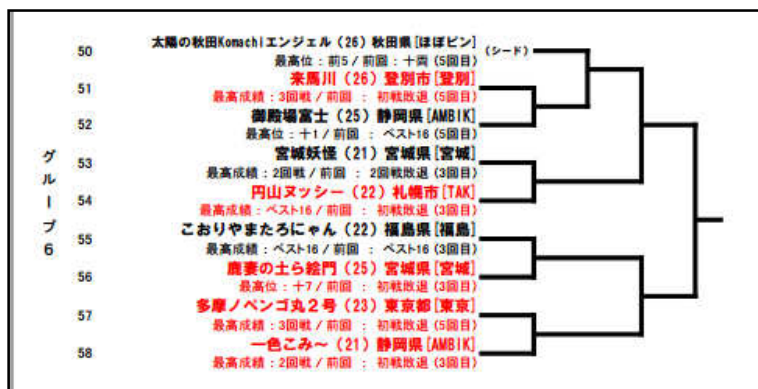 グループ6
50
太陽の秋田Komachiエンジェル（26）秋田県[ほぼピン]
（シード）
最高位：前5 / 前回：十両 (5回目)
51
来馬川（26）登別市[登別]
最高成績：3回戦 / 前回 ： 初戦敗退 (5回目)
52
御殿場富士（25）静岡県[AMBIK]
最高位：十1 / 前回 ： ベスト16 (5回目)
53
宮城妖怪（21）宮城県[宮城]
最高成績：2回戦 / 前回 ： 2回戦敗退 (3回目)
54
円山ヌッシー（22）札幌市[TAK]
最高成績：ベスト16 / 前回 ： 初戦敗退 (3回目)
55
こおりやまたろにゃん（22）福島県[福島]
最高成績：ベスト16 / 前回 ： ベスト16 (3回目)
56
鹿妻の土ら絵門（25）宮城県[宮城]
最高位：十7 / 前回 ： 初戦敗退 (3回目)
57
多摩ノペンゴ丸２号（23）東京都[東京]
最高成績：3回戦 / 前回 ： 初戦敗退 (5回目)
58
一色こみ～（21）静岡県[AMBIK]
最高成績：2回戦 / 前回 ： 初戦敗退 (3回目)